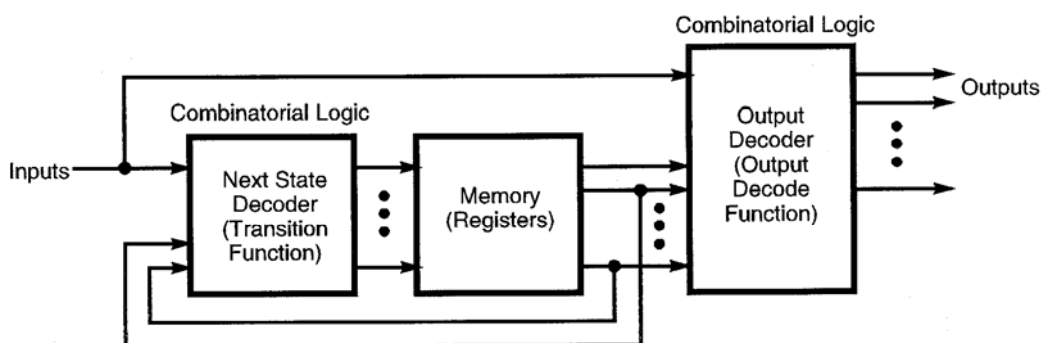 Combinatorial Logic
Combinatorial Logic
Inputs
Next State
Decoder
(Transition
Function)
Memory
(Registers)
Output
Decoder
(Output
Decode
Function)
Outputs